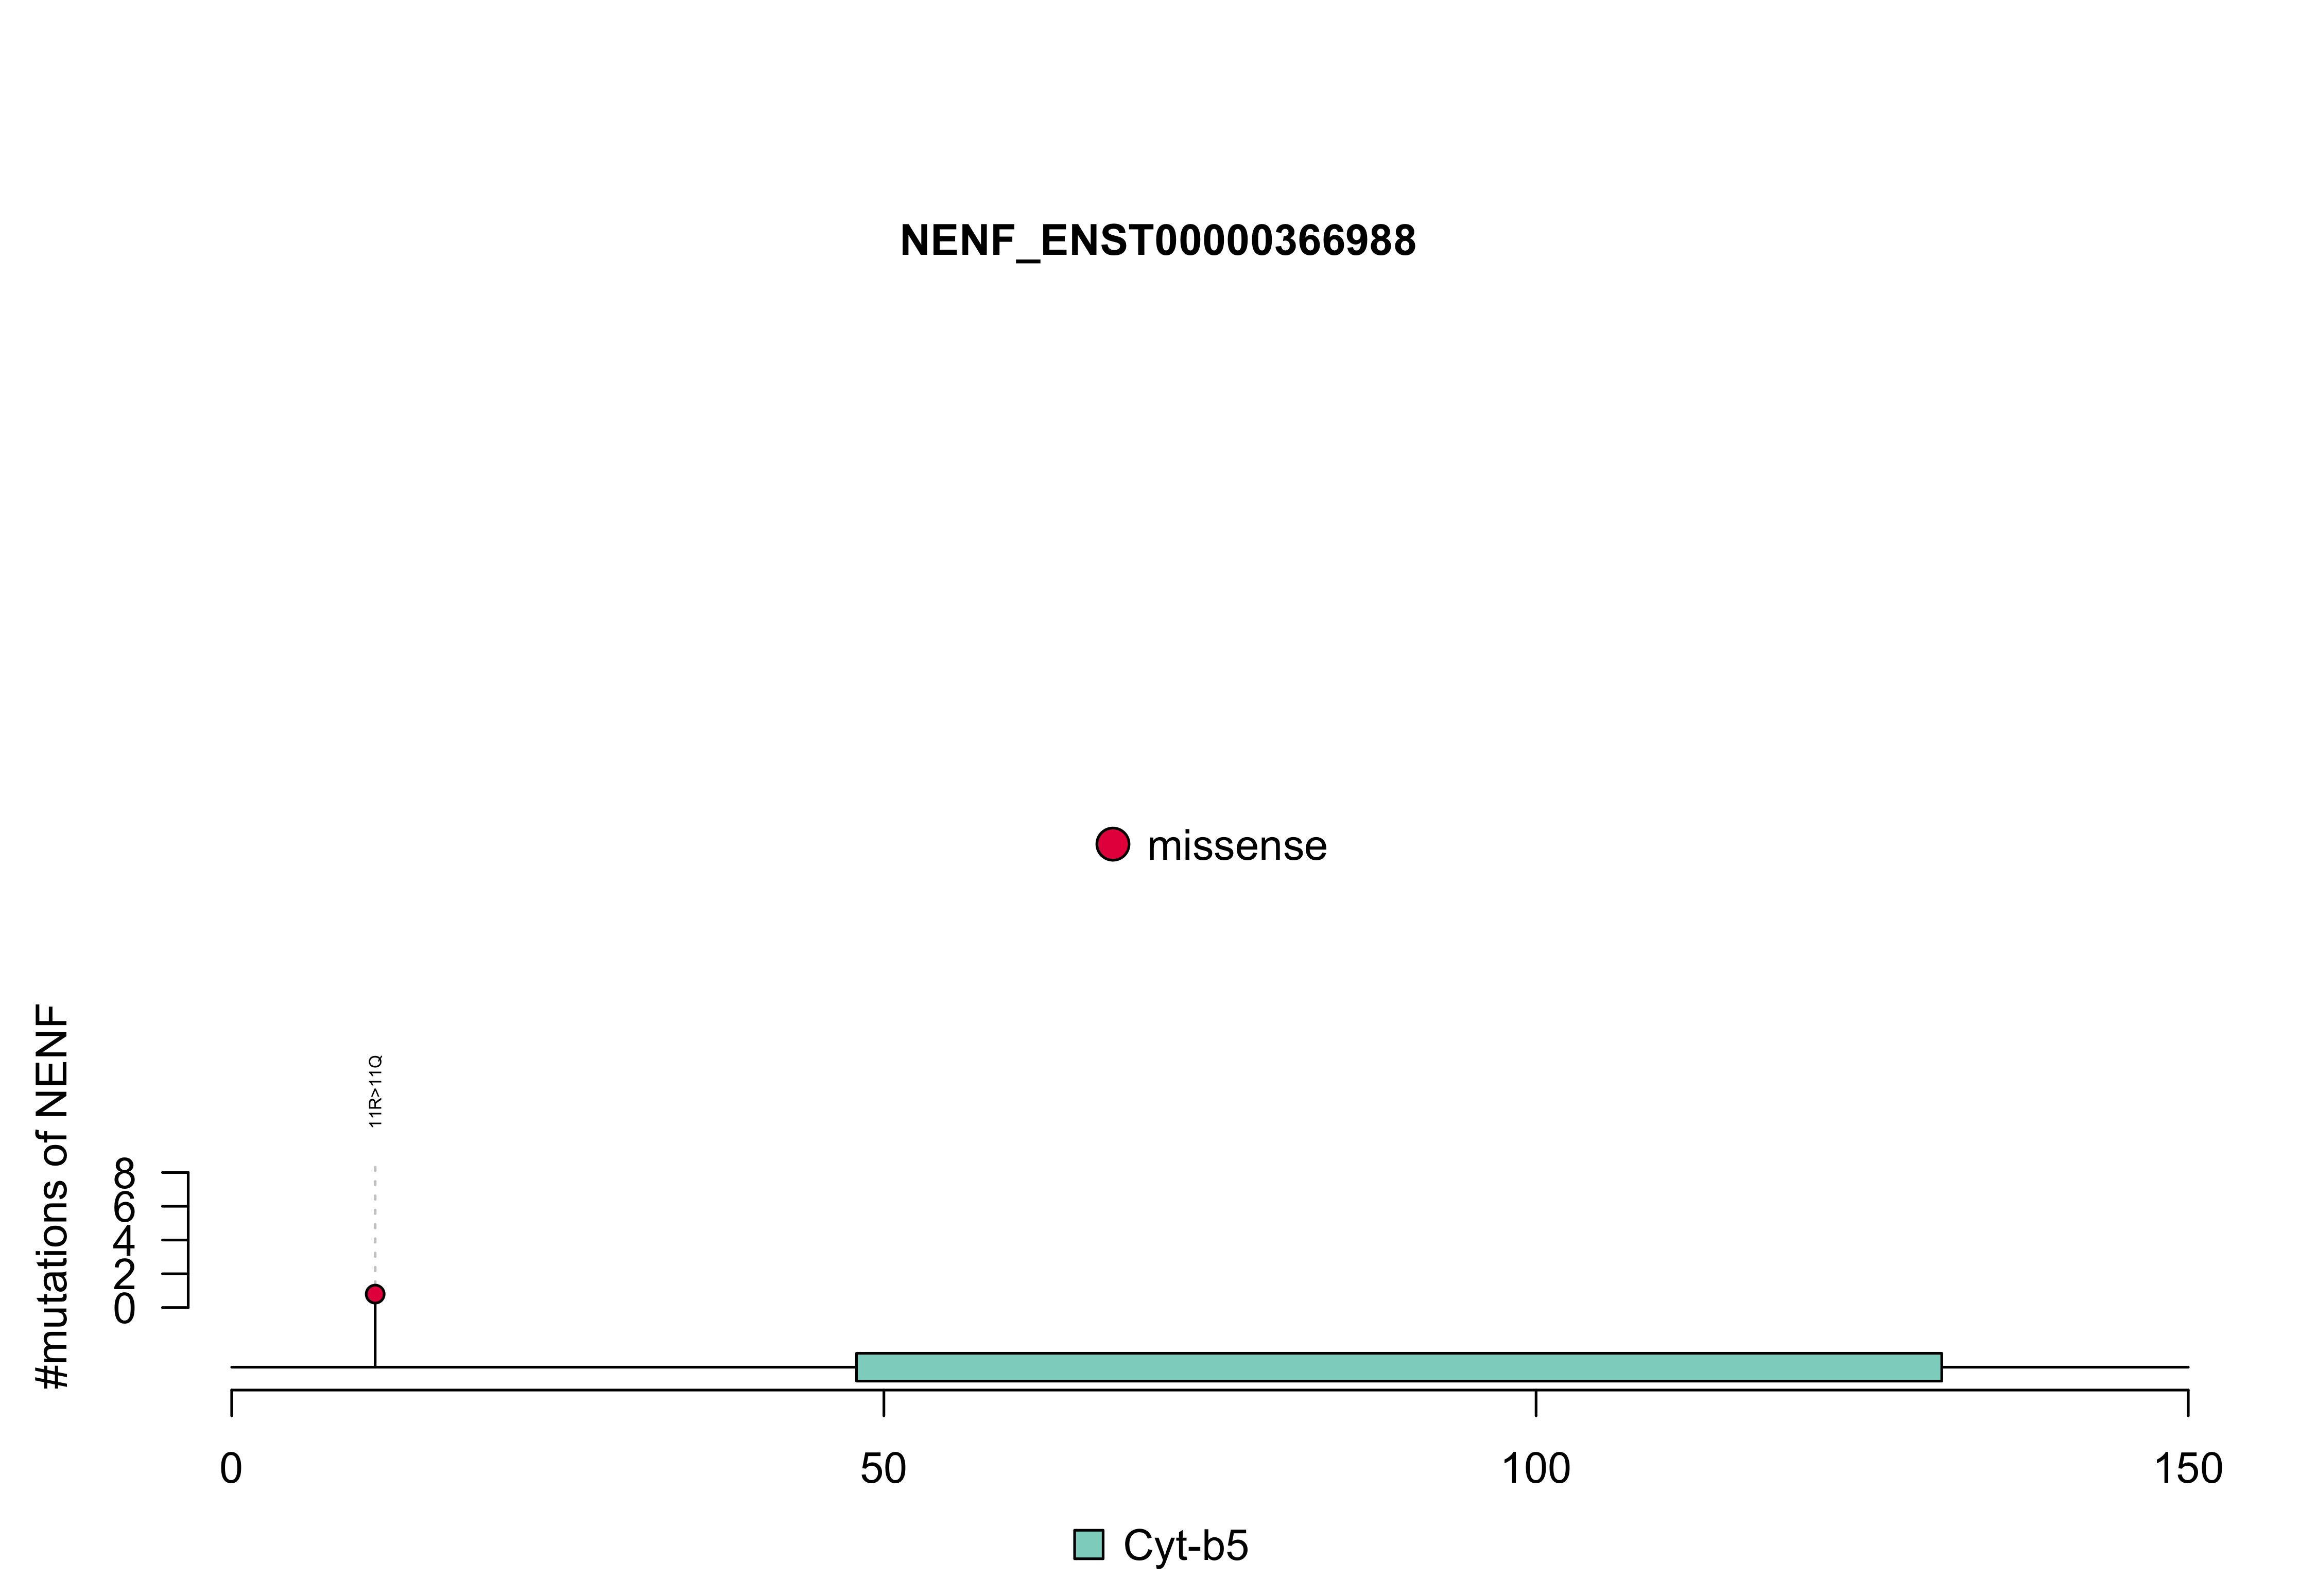 NENF_ENST00000366988
missense
#mutations of NENF
11R>11Q
8
6
4
2
0
0 50 100 150
Cyt-b5